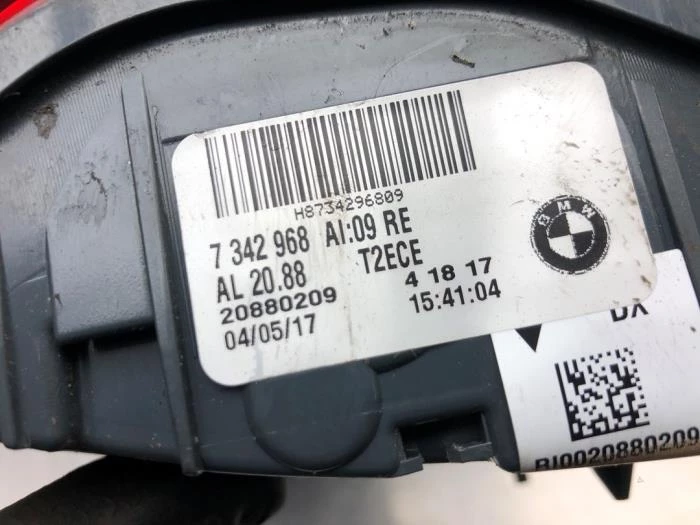 H8734296809
7 342 968 AI:09 RE
AL 20.88 T2ECE
20880209 4 18 17
04/05/17 15:41:04
BMW
DX
BI0020880209